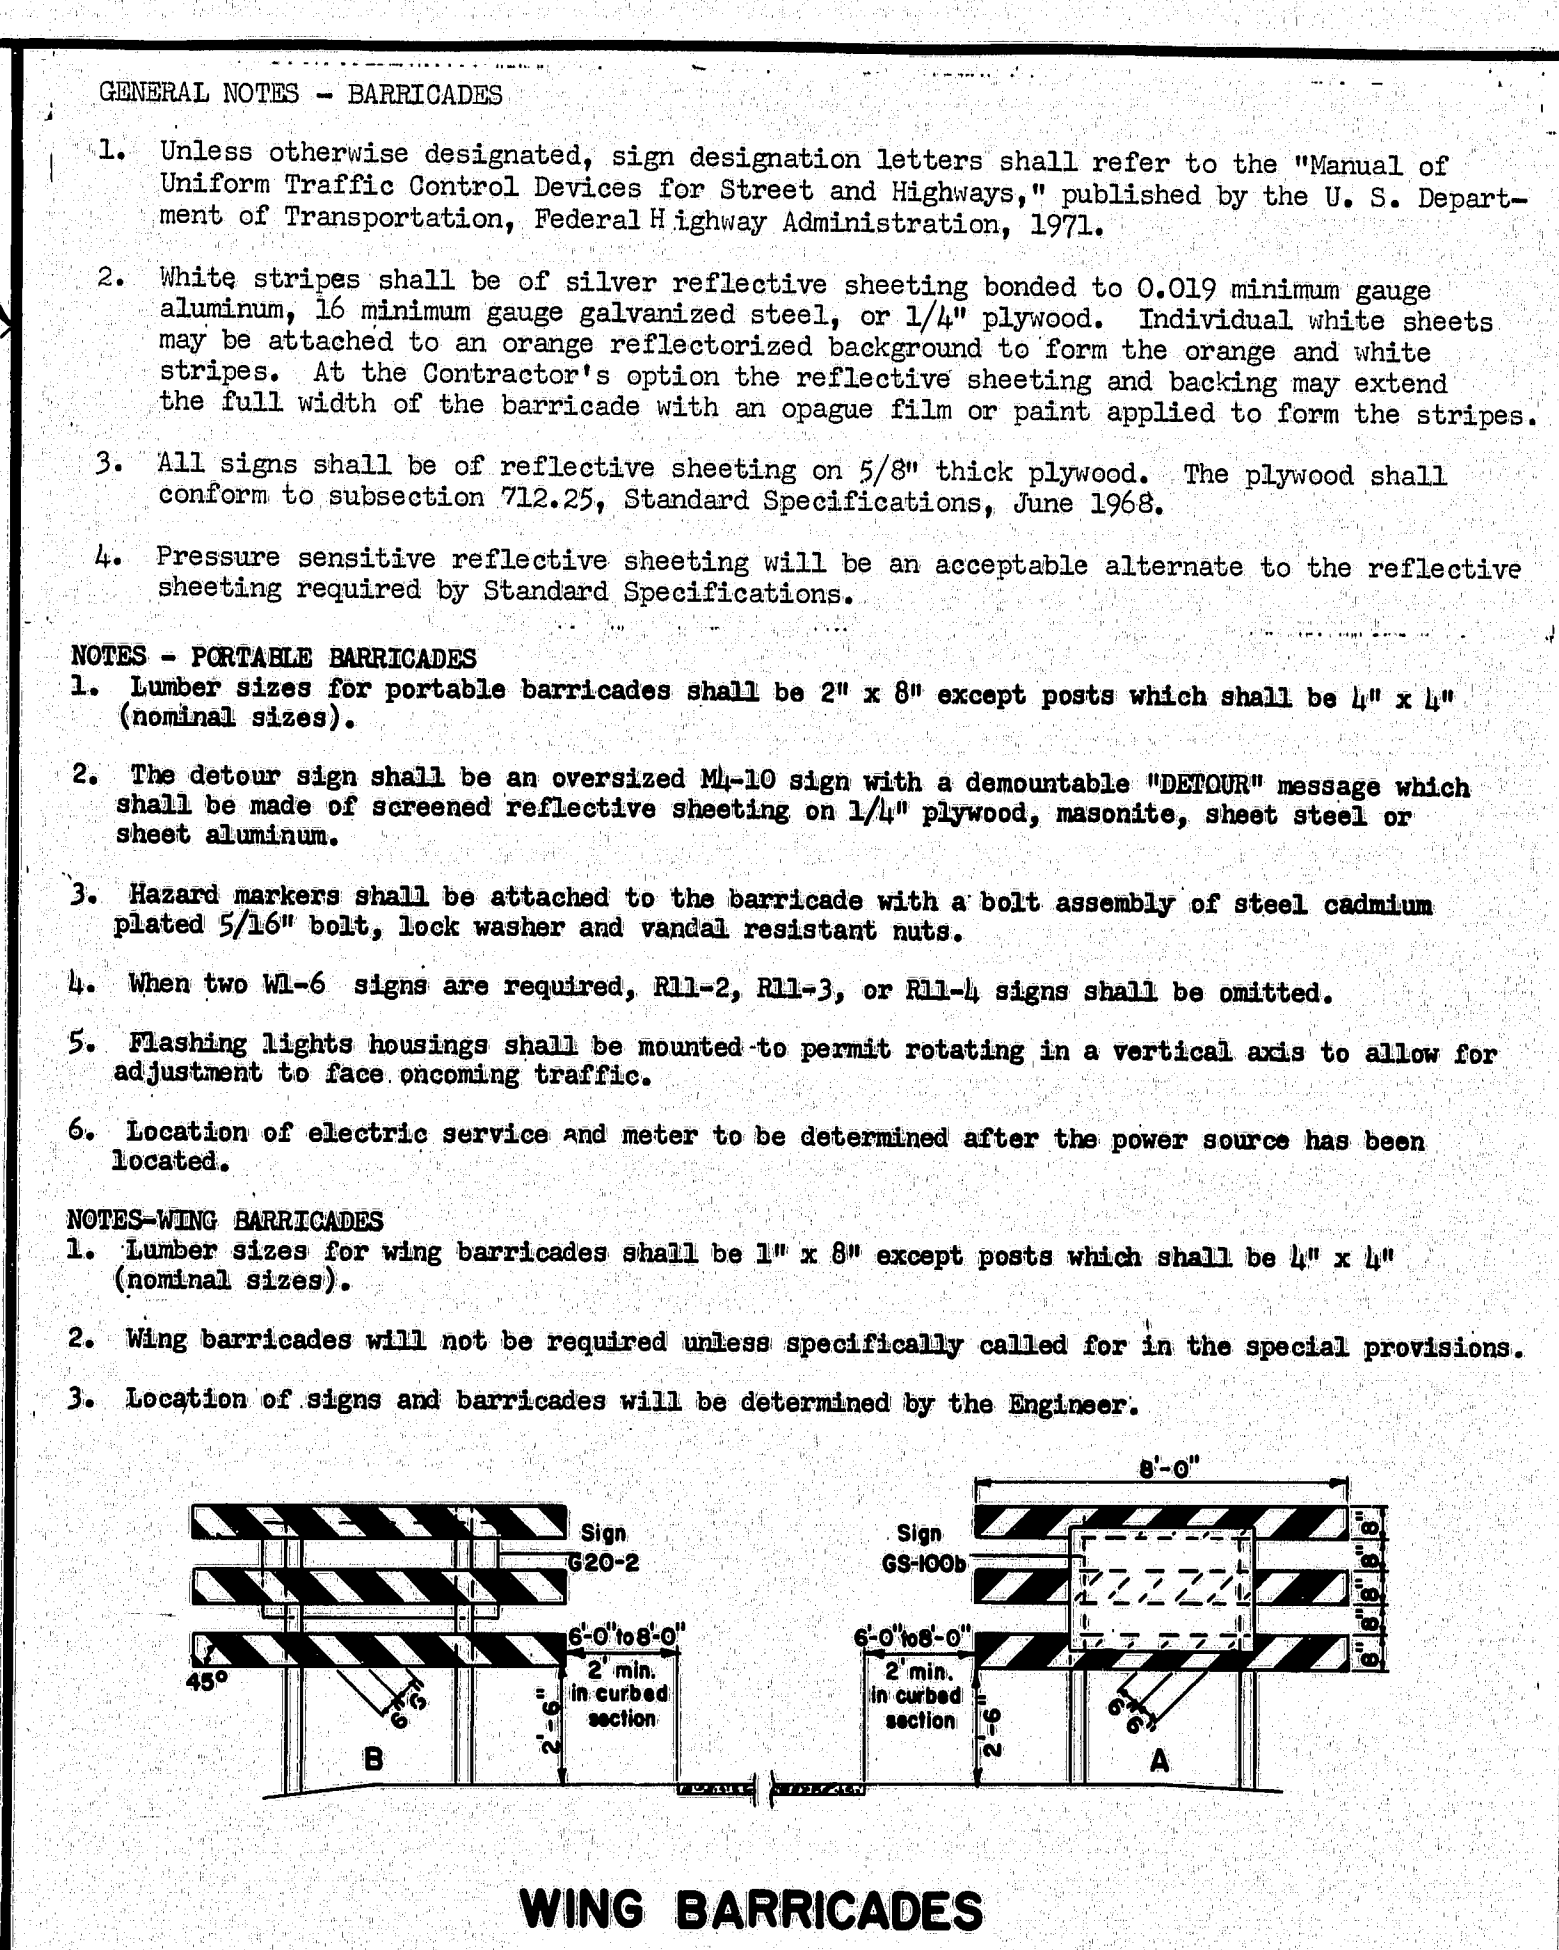 GENERAL NOTES - BARRICADES
1. Unless otherwise designated, sign designation letters shall refer to the "Manual of
Uniform Traffic Control Devices for Street and Highways," published by the U. S. Depart-
ment of Transportation, Federal Highway Administration, 1971.
2. White stripes shall be of silver reflective sheeting bonded to 0.019 minimum gauge
aluminum, 16 minimum gauge galvanized steel, or 1/4" plywood. Individual white sheets
may be attached to an orange reflectorized background to form the orange and white
stripes. At the Contractor's option the reflective sheeting and backing may extend
the full width of the barricade with an opague film or paint applied to form the stripes.
3. All signs shall be of reflective sheeting on 5/8" thick plywood. The plywood shall
conform to subsection 712.25, Standard Specifications, June 1968.
4. Pressure sensitive reflective sheeting will be an acceptable alternate to the reflective
sheeting required by Standard Specifications.
NOTES - PORTABLE BARRICADES
1. Lumber sizes for portable barricades shall be 2" x 8" except posts which shall be 4" x 4"
(nominal sizes).
2. The detour sign shall be an oversized M4-10 sign with a demountable "DETOUR" message which
shall be made of screened reflective sheeting on 1/4" plywood, masonite, sheet steel or
sheet aluminum.
3. Hazard markers shall be attached to the barricade with a bolt assembly of steel cadmium
plated 5/16" bolt, lock washer and vandal resistant nuts.
4. When two W1-6 signs are required, R11-2, R11-3, or R11-4 signs shall be omitted.
5. Flashing lights housings shall be mounted to permit rotating in a vertical axis to allow for
adjustment to face oncoming traffic.
6. Location of electric service and meter to be determined after the power source has been
located.
NOTES-WING BARRICADES
1. Lumber sizes for wing barricades shall be 1" x 8" except posts which shall be 4" x 4"
(nominal sizes).
2. Wing barricades will not be required unless specifically called for in the special provisions.
3. Location of signs and barricades will be determined by the Engineer.
8'-0"
Sign
G20-2
Sign
GS-100b
8"
8"
8"
8"
8"
6'-0" to 8'-0"
2' min.
in curbed
section
6'-0" to 8'-0"
2' min.
in curbed
section
45°
6"
6"
2'-6"
2'-6"
6"
6"
B
A
WING BARRICADES